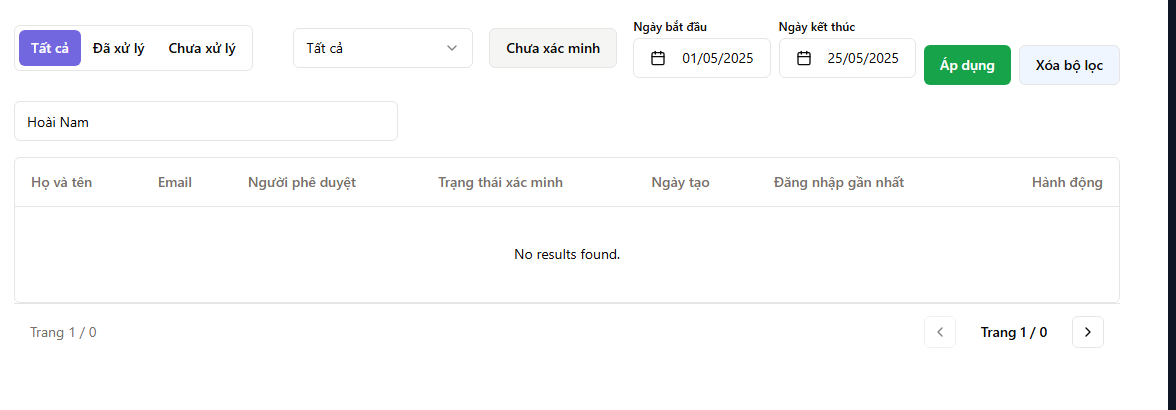 Tất cả Đã xử lý Chưa xử lý
Tất cả
Chưa xác minh
Ngày bắt đầu
01/05/2025
Ngày kết thúc
25/05/2025
Áp dụng
Xóa bộ lọc
Hoài Nam
Họ và tên Email Người phê duyệt Trạng thái xác minh Ngày tạo Đăng nhập gần nhất Hành động
No results found.
Trang 1 / 0
Trang 1 / 0